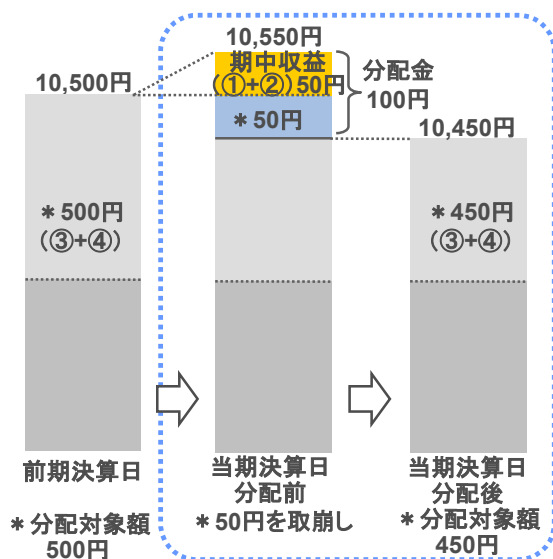 10,550円
期中収益
(①+②)50円
分配金
100円
10,500円
＊50円
10,450円
＊500円
(③+④)
＊450円
(③+④)
前期決算日
当期決算日
分配前
当期決算日
分配後
＊分配対象額
500円
＊50円を取崩し
＊分配対象額
450円